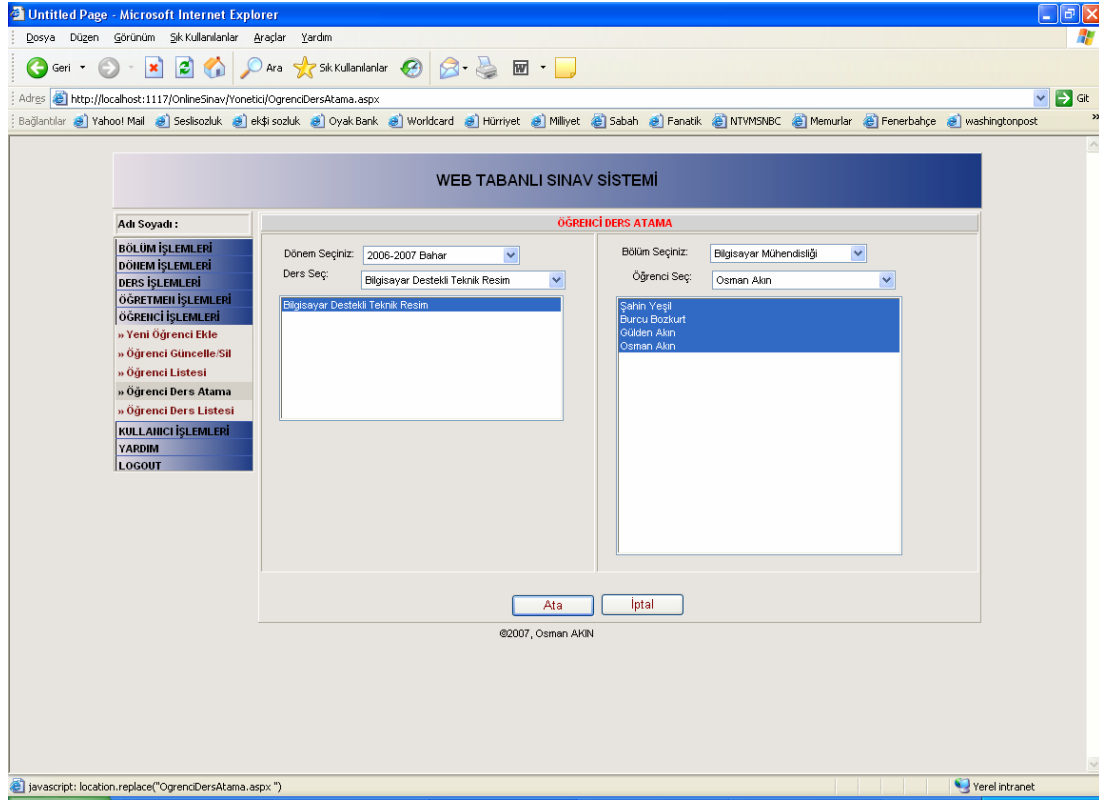 Untitled Page - Microsoft Internet Explorer
Dosya Düzen Görünüm Sık Kullanılanlar Araçlar Yardım
Geri Ara Sık Kullanılanlar
Adres http://localhost:1117/OnlineSinav/Yonetici/OgrenciDersAtama.aspx Git
Bağlantılar Yahoo! Mail Seslisozluk ek$i sozluk Oyak Bank Worldcard Hürriyet Milliyet Sabah Fanatik NTVMSNBC Memurlar Fenerbahçe washingtonpost »
WEB TABANLI SINAV SİSTEMİ
Adı Soyadı :
BÖLÜM İŞLEMLERİ
DÖNEM İŞLEMLERİ
DERS İŞLEMLERİ
ÖĞRETMEN İŞLEMLERİ
ÖĞRENCİ İŞLEMLERİ
» Yeni Öğrenci Ekle
» Öğrenci Güncelle/Sil
» Öğrenci Listesi
» Öğrenci Ders Atama
» Öğrenci Ders Listesi
KULLANICI İŞLEMLERİ
YARDIM
LOGOUT
ÖĞRENCİ DERS ATAMA
Dönem Seçiniz: 2006-2007 Bahar
Ders Seç: Bilgisayar Destekli Teknik Resim
Bilgisayar Destekli Teknik Resim
Bölüm Seçiniz: Bilgisayar Mühendisliği
Öğrenci Seç: Osman Akın
Şahin Yeşil
Burcu Bozkurt
Gülden Akın
Osman Akın
Ata İptal
©2007, Osman AKIN
javascript: location.replace("OgrenciDersAtama.aspx ") Yerel intranet